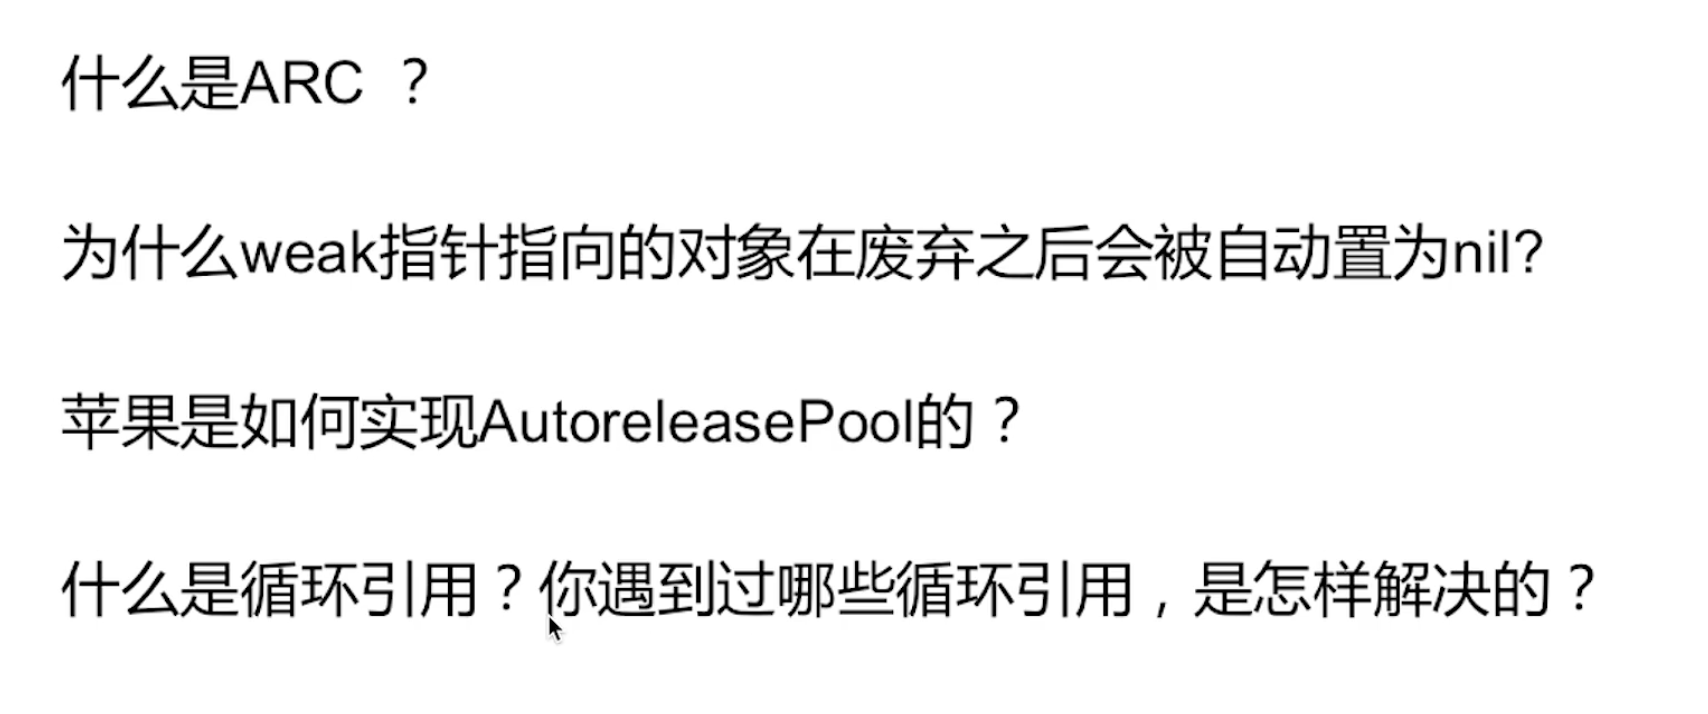 什么是ARC ？
为什么weak指针指向的对象在废弃之后会被自动置为nil?
苹果是如何实现AutoreleasePool的？
什么是循环引用？你遇到过哪些循环引用，是怎样解决的？